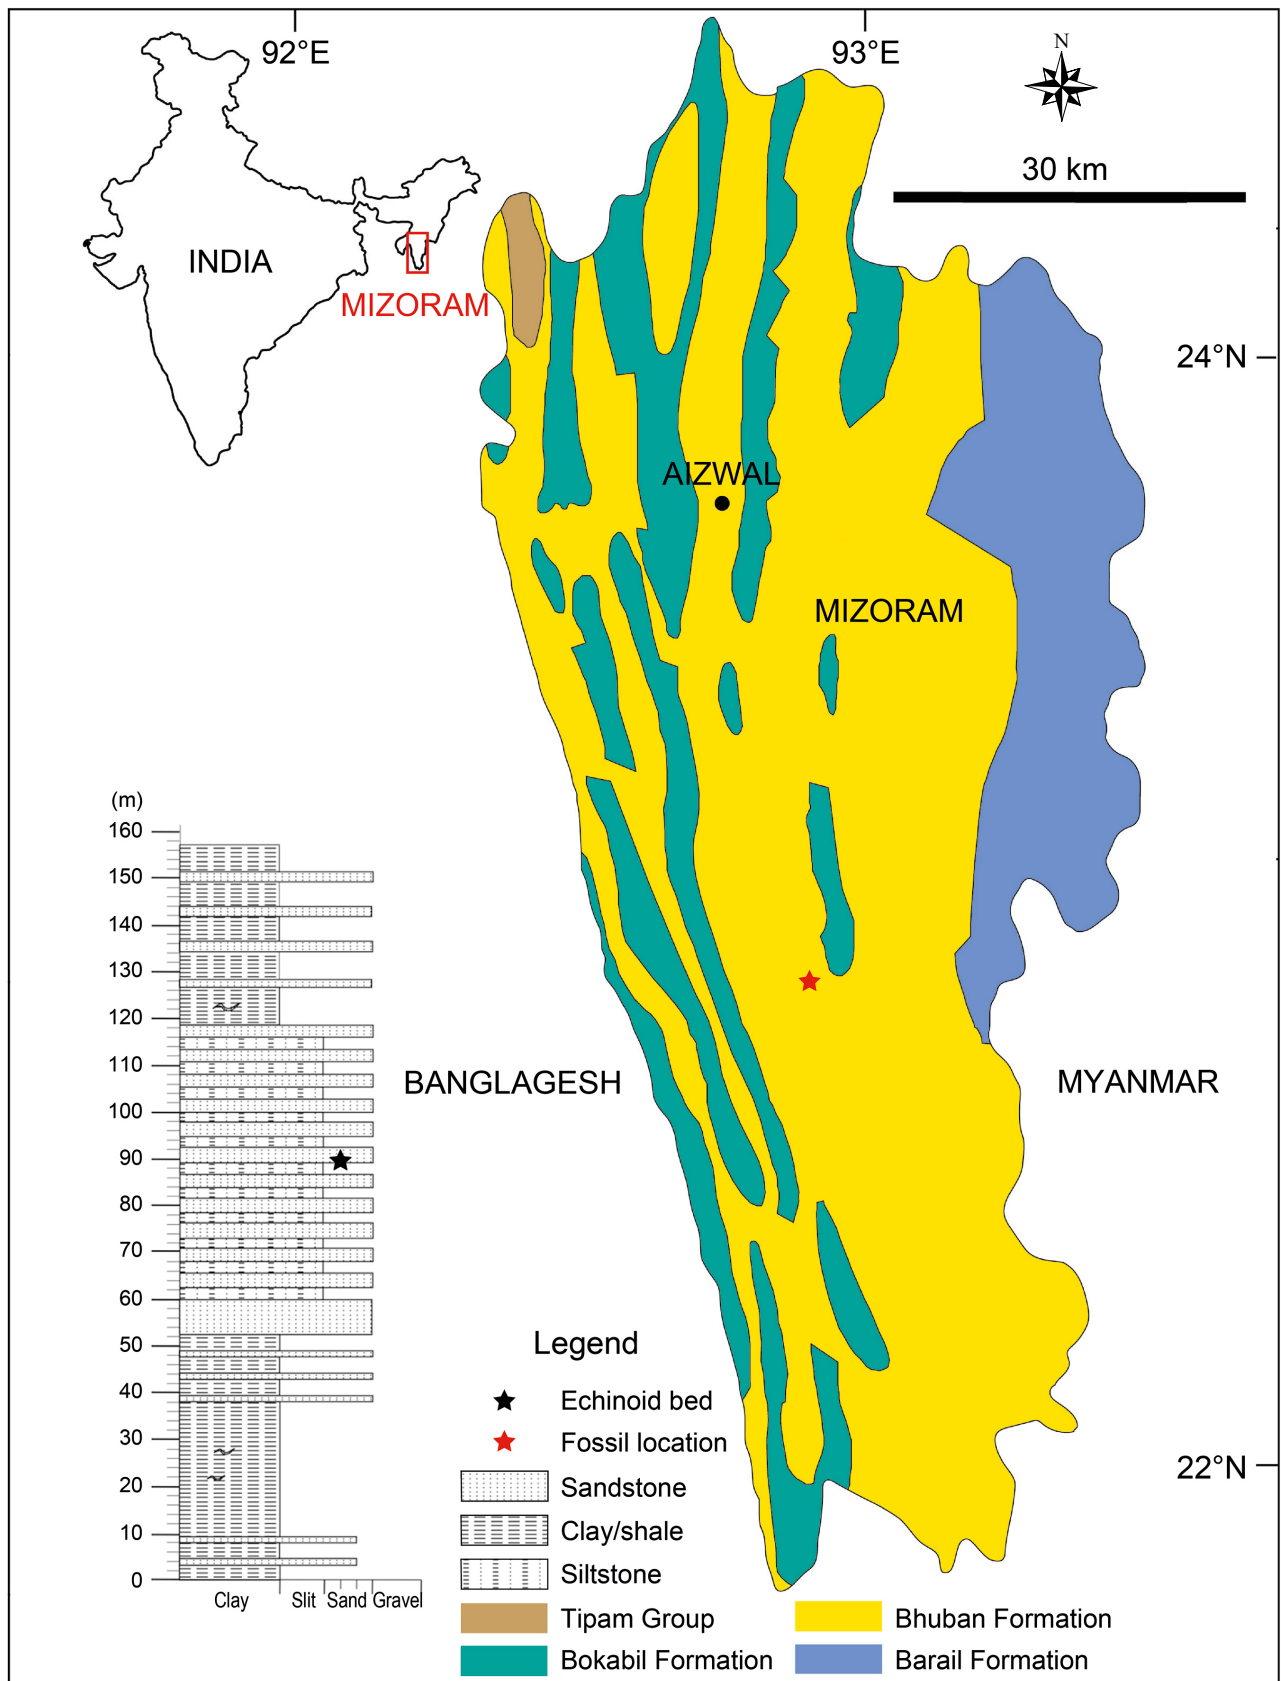 92°E
93°E
N
30 km
INDIA
MIZORAM
24°N
AIZWAL
MIZORAM
(m)
160
150
140
130
120
110
100
90
80
70
60
50
40
30
20
10
0
Clay Slit Sand Gravel
BANGLAGESH
MYANMAR
22°N
Legend
Echinoid bed
Fossil location
Sandstone
Clay/shale
Siltstone
Tipam Group
Bhuban Formation
Bokabil Formation
Barail Formation